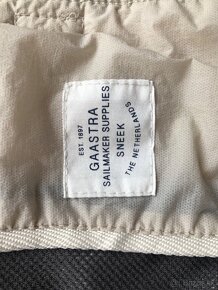 EST. 1897
GAASTRA
SAILMAKER SUPPLIES
SNEEK
THE NETHERLANDS